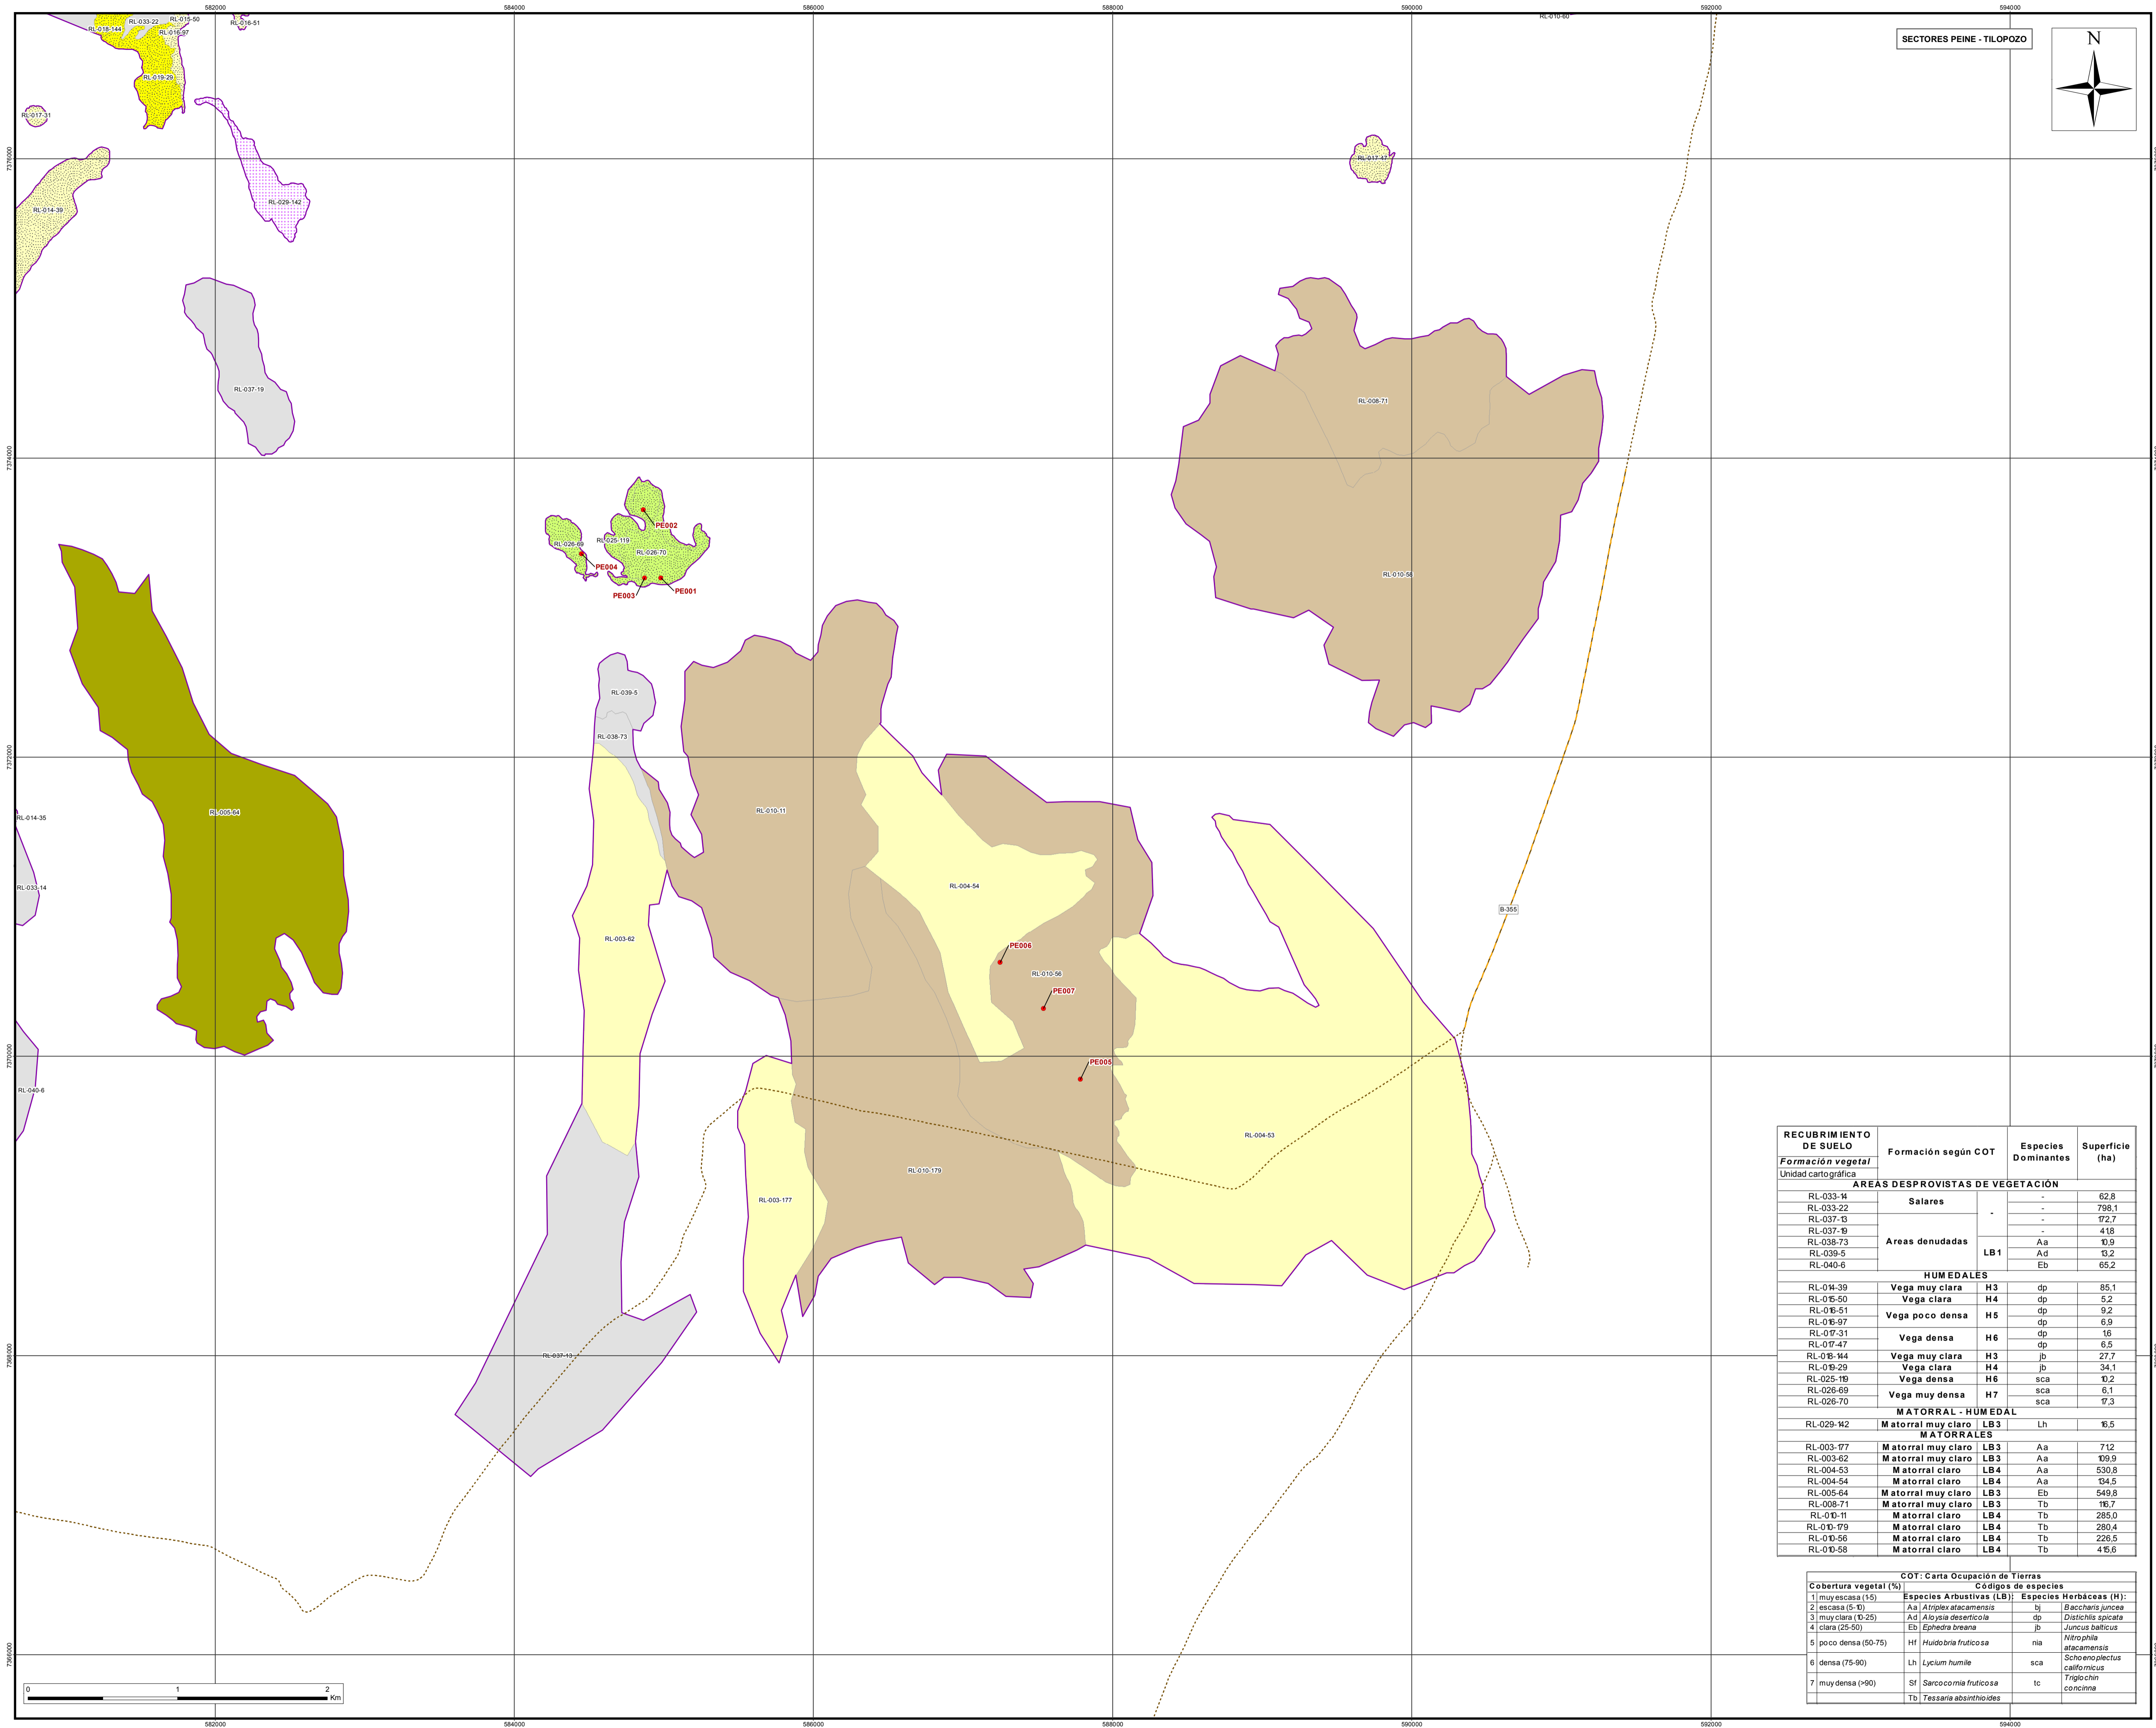 582000 584000 586000 588000 590000 592000 594000
RL-033-22
RL-015-50
RL-016-51
RL-010-60
RL-018-144
RL-016-97
SECTORES PEINE - TILOPOZO
N
RL-019-29
RL-017-31
7376000
RL-017-47
RL-029-142
RL-014-39
RL-037-19
RL-008-71
7374000
PE002
RL-025-119
RL-026-69
RL-026-70
PE004
RL-010-58
PE003
PE001
RL-039-5
RL-038-73
7372000
RL-005-64
RL-010-11
RL-014-35
RL-004-54
RL-033-14
B-355
RL-003-62
PE006
RL-010-56
PE007
7370000
PE005
RL-040-6
RL-004-53
RL-010-179
RL-003-177
7368000
RL-037-13
7366000
RECUBRIMIENTO DE SUELO
Formación vegetal
Unidad cartográfica
Formación según COT
Especies Dominantes
Superficie (ha)
AREAS DESPROVISTAS DE VEGETACIÓN
RL-033-14 Salares - - 62,8
RL-033-22 - 798,1
RL-037-13 Areas denudadas - 172,7
RL-037-19 - 41,8
RL-038-73 LB1 Aa 10,9
RL-039-5 Ad 13,2
RL-040-6 Eb 65,2
HUMEDALES
RL-014-39 Vega muy clara H3 dp 85,1
RL-015-50 Vega clara H4 dp 5,2
RL-016-51 Vega poco densa H5 dp 9,2
RL-016-97 dp 6,9
RL-017-31 Vega densa H6 dp 1,6
RL-017-47 dp 6,5
RL-018-144 Vega muy clara H3 jb 27,7
RL-019-29 Vega clara H4 jb 34,1
RL-025-119 Vega densa H6 sca 10,2
RL-026-69 Vega muy densa H7 sca 6,1
RL-026-70 sca 17,3
MATORRAL - HUMEDAL
RL-029-142 Matorral muy claro LB3 Lh 16,5
MATORRALES
RL-003-177 Matorral muy claro LB3 Aa 71,2
RL-003-62 Matorral muy claro LB3 Aa 109,9
RL-004-53 Matorral claro LB4 Aa 530,8
RL-004-54 Matorral claro LB4 Aa 134,5
RL-005-64 Matorral muy claro LB3 Eb 549,8
RL-008-71 Matorral muy claro LB3 Tb 116,7
RL-010-11 Matorral claro LB4 Tb 285,0
RL-010-179 Matorral claro LB4 Tb 280,4
RL-010-56 Matorral claro LB4 Tb 226,5
RL-010-58 Matorral claro LB4 Tb 415,6
COT: Carta Ocupación de Tierras
Cobertura vegetal (%) Códigos de especies
1 muy escasa (1-5) Especies Arbustivas (LB): Especies Herbáceas (H):
2 escasa (5-10) Aa Atriplex atacamensis bj Baccharis juncea
3 muy clara (10-25) Ad Aloysia deserticola dp Distichlis spicata
4 clara (25-50) Eb Ephedra breana jb Juncus balticus
5 poco densa (50-75) Hf Huidobria fruticosa nia Nitrophila atacamensis
6 densa (75-90) Lh Lycium humile sca Schoenoplectus californicus
7 muy densa (>90) Sf Sarcocornia fruticosa tc Triglochin concinna
Tb Tessaria absinthioides
0 1 2
Km
582000 584000 586000 588000 590000 592000 594000